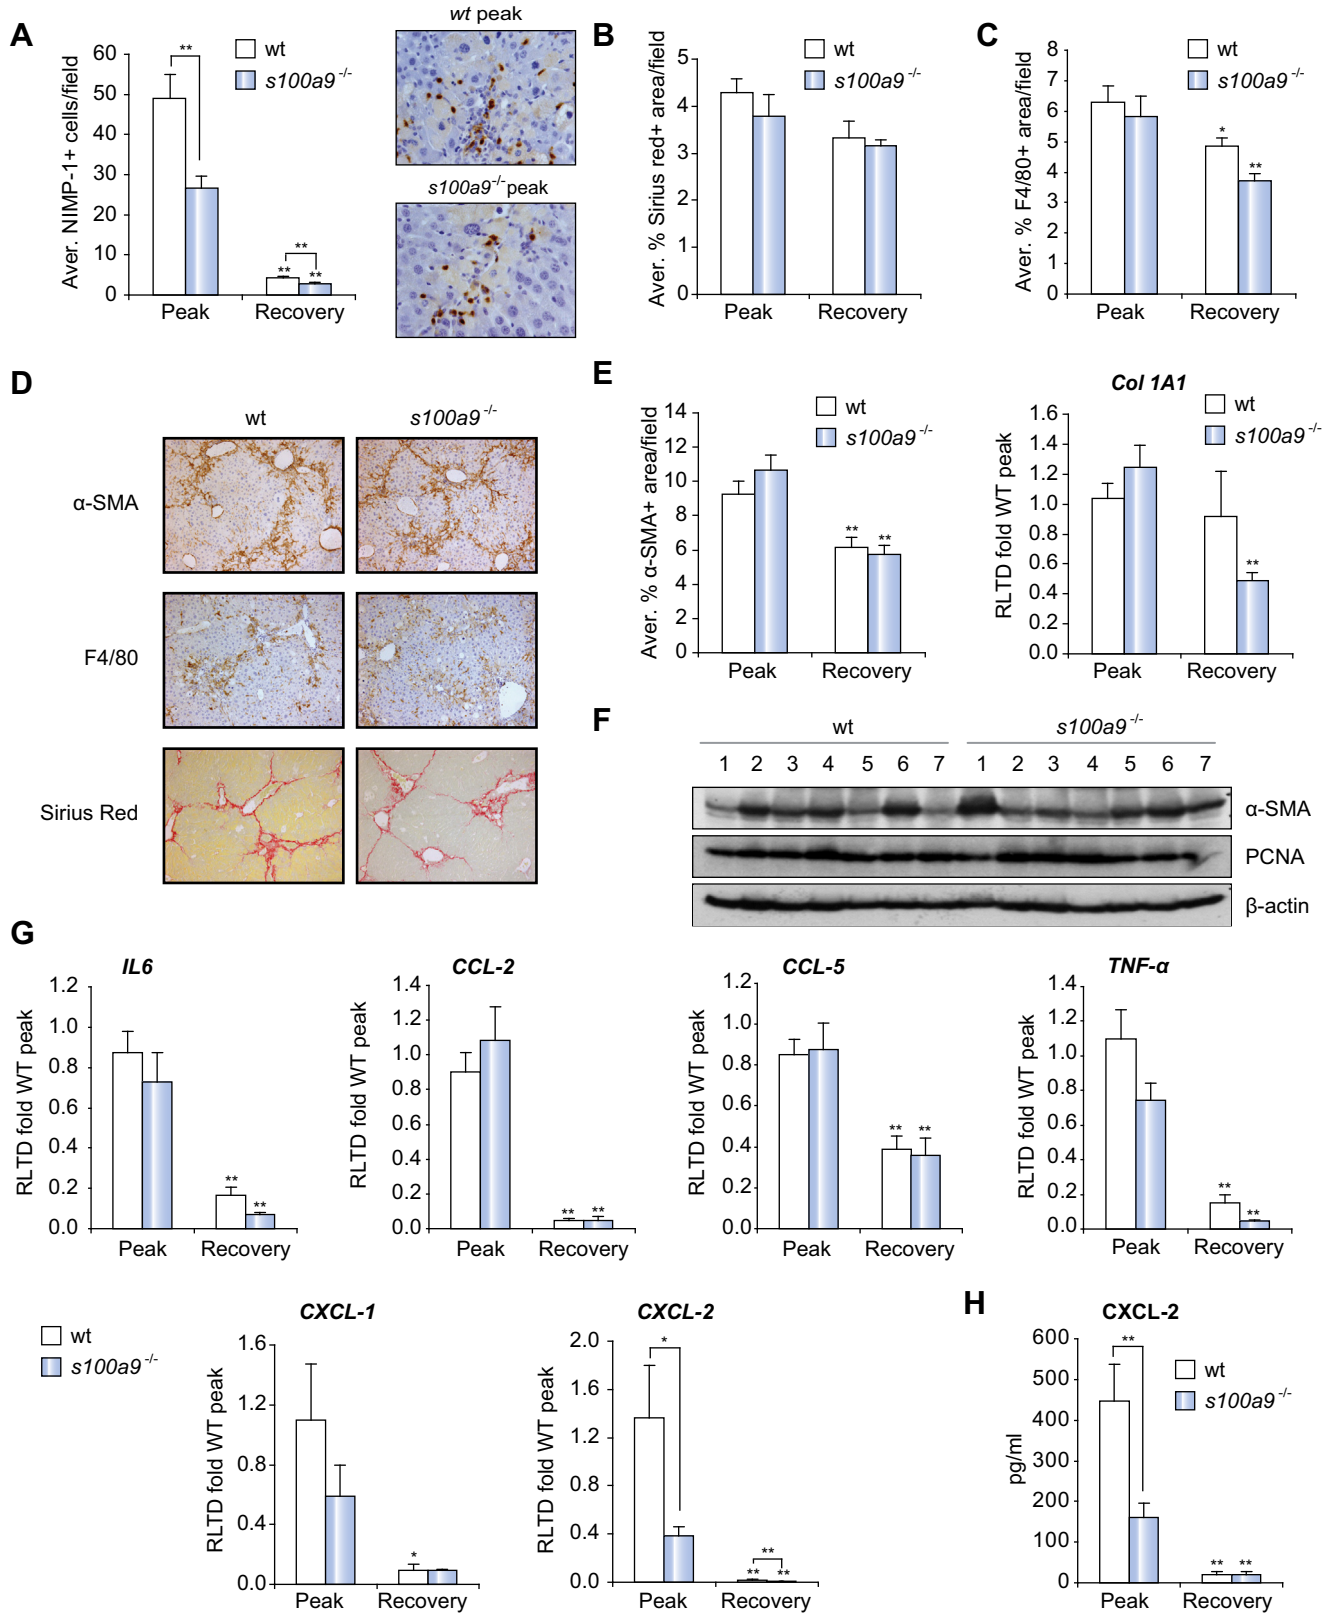 A
wt peak
wt
s100a9 -/-
**
**
** **
Aver. NIMP-1+ cells/field
60
50
40
30
20
10
0
Peak Recovery
s100a9-/- peak
B
wt
s100a9 -/-
Aver. % Sirius red+ area/field
5
4
3
2
1
0
Peak Recovery
C
wt
s100a9 -/-
*
**
Aver. % F4/80+ area/field
8
7
6
5
4
3
2
1
0
Peak Recovery
D
wt s100a9 -/-
α-SMA
F4/80
Sirius Red
E
wt
s100a9 -/-
** **
Aver. % α-SMA+ area/field
14
12
10
8
6
4
2
0
Peak Recovery
Col 1A1
wt
s100a9 -/-
**
RLTD fold WT peak
1.6
1.4
1.2
1.0
0.8
0.6
0.4
0.2
0.0
Peak Recovery
F
wt s100a9 -/-
1 2 3 4 5 6 7 1 2 3 4 5 6 7
α-SMA
PCNA
β-actin
G
IL6
RLTD fold WT peak
1.2
1.0
0.8
0.6
0.4
0.2
0.0
** **
Peak Recovery
CCL-2
RLTD fold WT peak
1.4
1.2
1.0
0.8
0.6
0.4
0.2
0.0
** **
Peak Recovery
CCL-5
RLTD fold WT peak
1.2
1.0
0.8
0.6
0.4
0.2
0.0
** **
Peak Recovery
TNF-α
RLTD fold WT peak
1.4
1.2
1.0
0.8
0.6
0.4
0.2
0.0
** **
Peak Recovery
wt
s100a9 -/-
CXCL-1
RLTD fold WT peak
1.6
1.2
0.8
0.4
0.0
*
Peak Recovery
CXCL-2
RLTD fold WT peak
2.0
1.6
1.2
0.8
0.4
0.0
*
**
** **
Peak Recovery
H
CXCL-2
wt
s100a9 -/-
pg/ml
600
500
400
300
200
100
0
**
** **
Peak Recovery